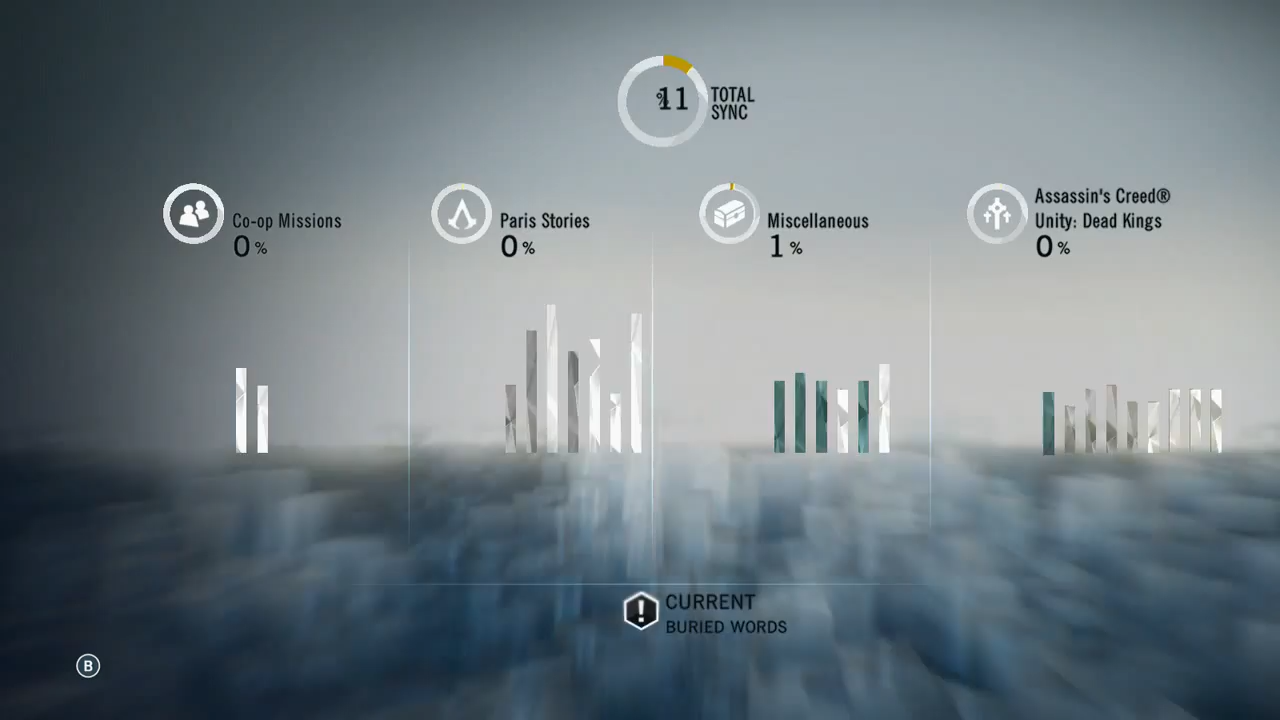 11 %
TOTAL
SYNC
Co-op Missions
0 %
Paris Stories
0 %
Miscellaneous
1 %
Assassin's Creed®
Unity: Dead Kings
0 %
CURRENT
BURIED WORDS
B